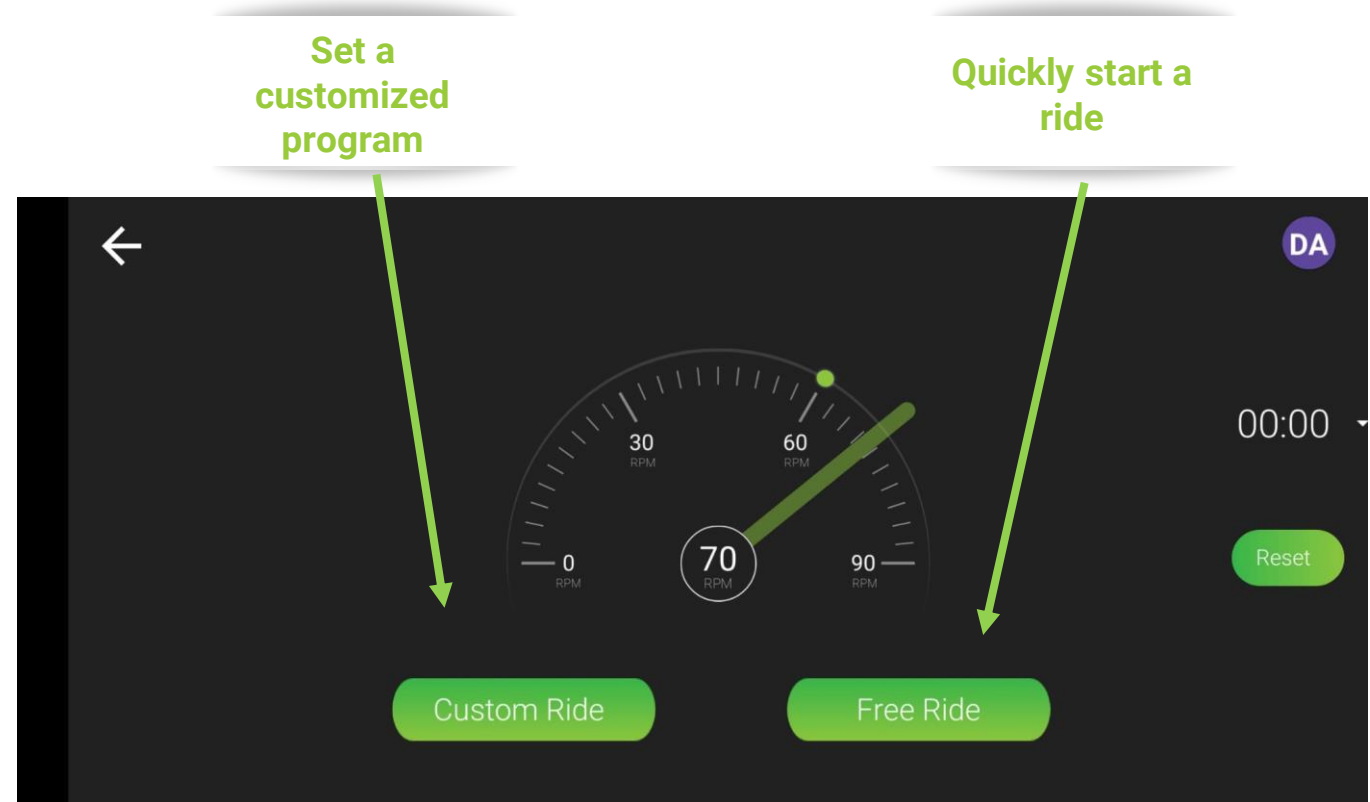 Set a
customized
program
Quickly start a
ride
DA
30
RPM
60
RPM
00:00
0
RPM
70
RPM
90
RPM
Reset
Custom Ride
Free Ride